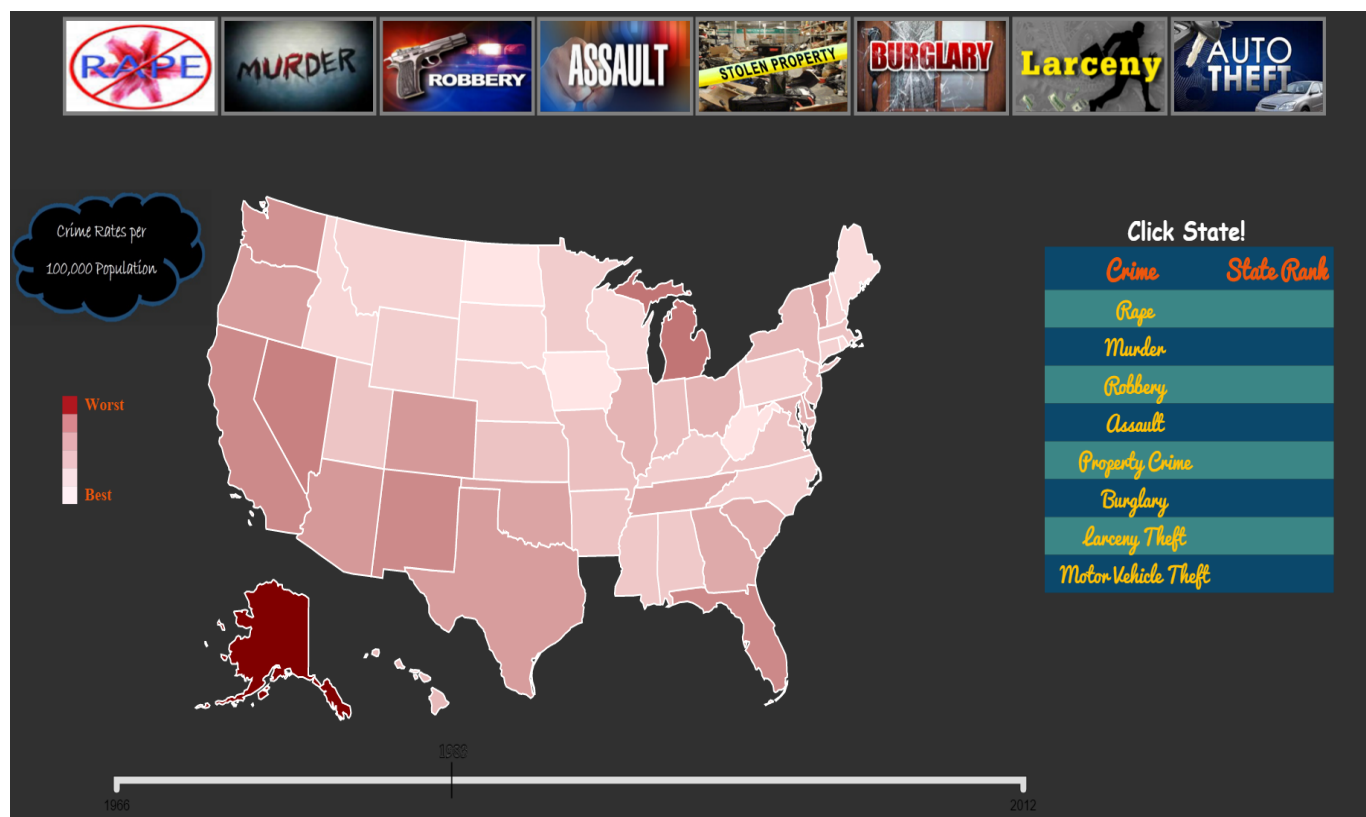 RAPE
MURDER
ROBBERY
ASSAULT
STOLEN PROPERTY
BURGLARY
Larceny
AUTO
THEFT
Crime Rates per
100,000 Population
Worst
Best
Click State!
Crime State Rank
Rape
Murder
Robbery
Assault
Property Crime
Burglary
Larceny Theft
Motor Vehicle Theft
1983
1966 2012